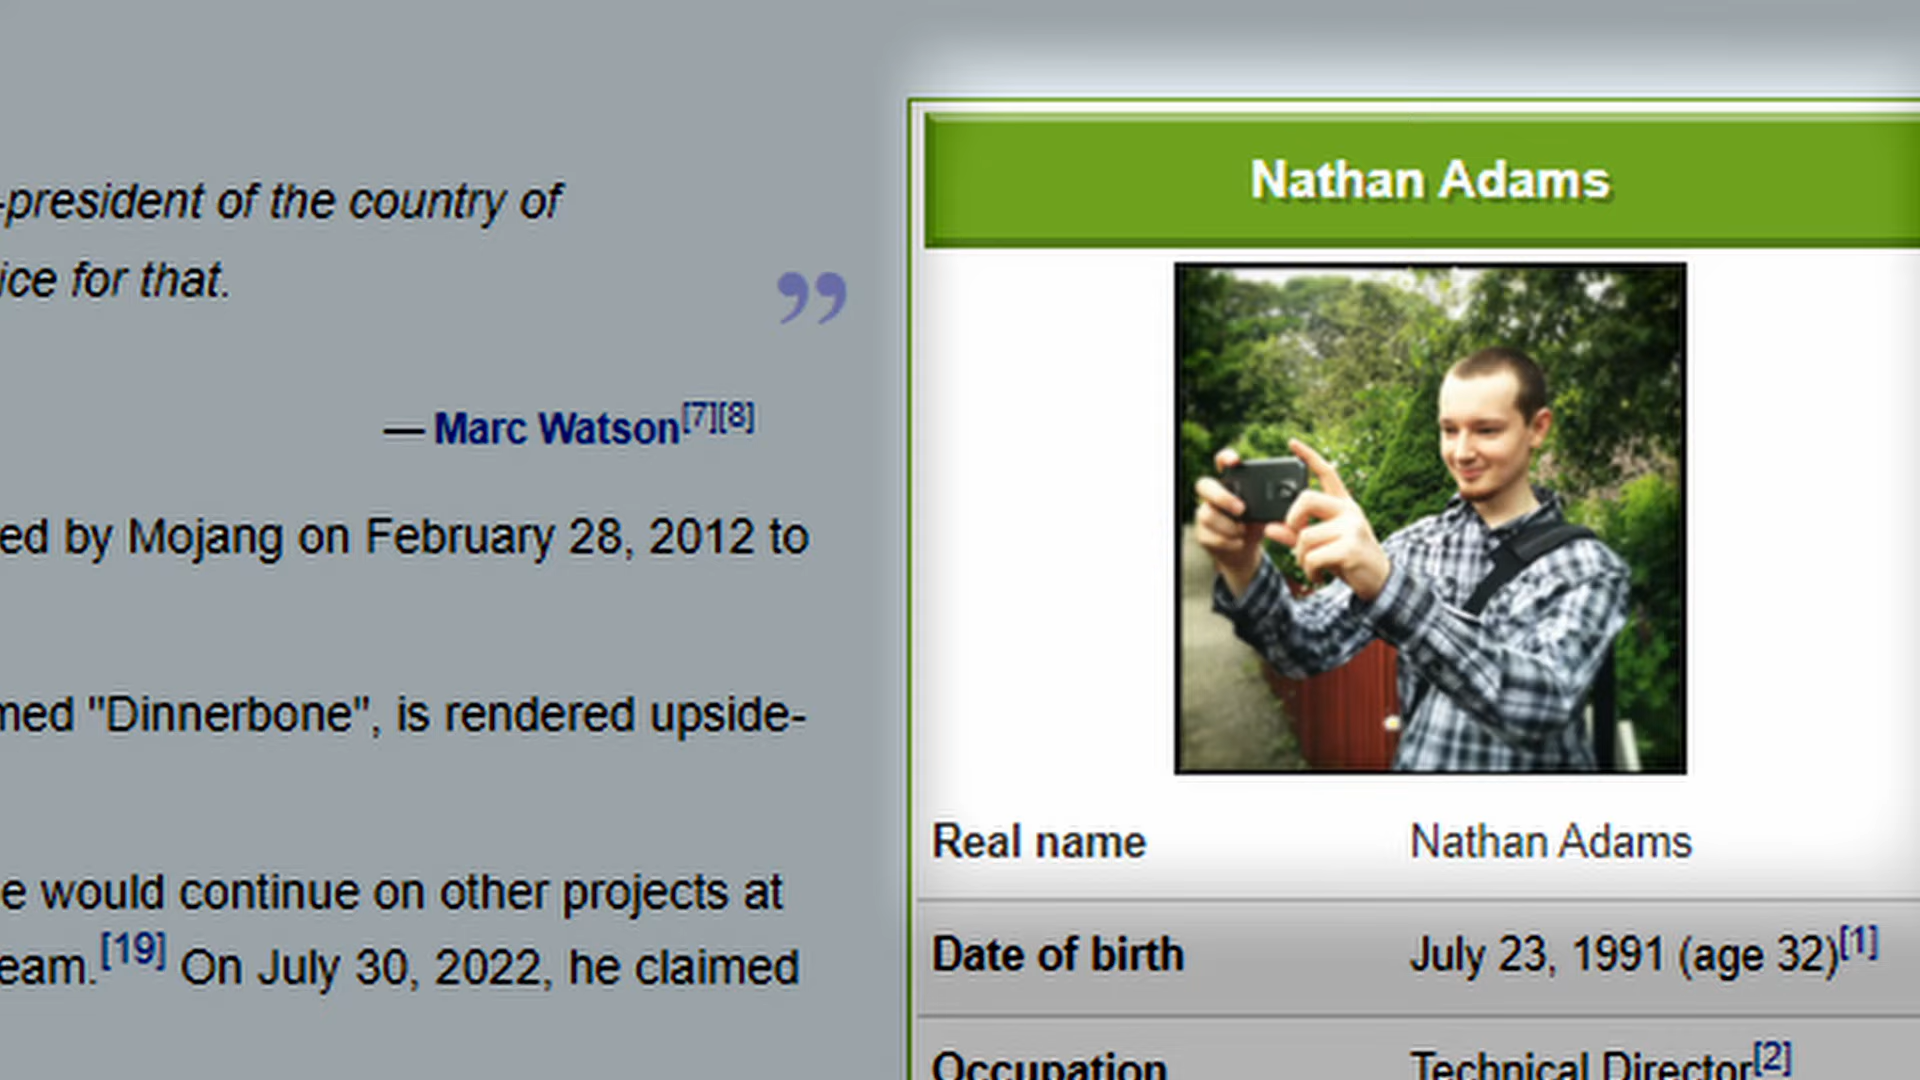 -president of the country of
ice for that.
”
— Marc Watson[7][8]
ed by Mojang on February 28, 2012 to
med "Dinnerbone", is rendered upside-
e would continue on other projects at
eam.[19] On July 30, 2022, he claimed
Nathan Adams
Real name Nathan Adams
Date of birth July 23, 1991 (age 32)[1]
Occupation Technical Director[2]